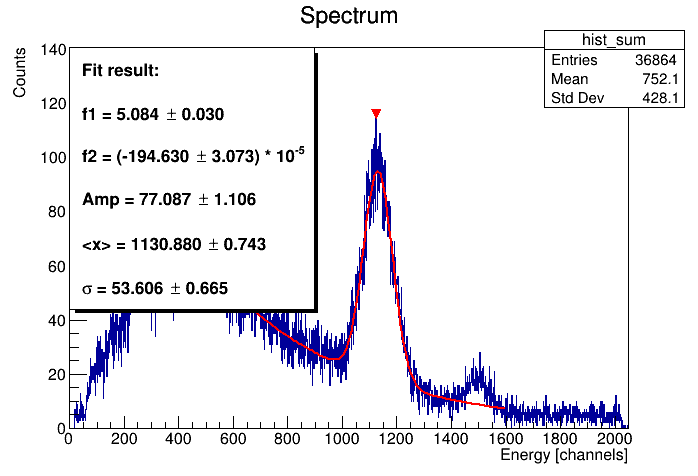 Spectrum
hist_sum
Entries 36864
Mean 752.1
Std Dev 428.1
Counts
140
120
100
80
60
40
20
0
Fit result:
f1 = 5.084 ± 0.030
f2 = (-194.630 ± 3.073) * 10^-5
Amp = 77.087 ± 1.106
<x> = 1130.880 ± 0.743
σ = 53.606 ± 0.665
0 200 400 600 800 1000 1200 1400 1600 1800 2000
Energy [channels]